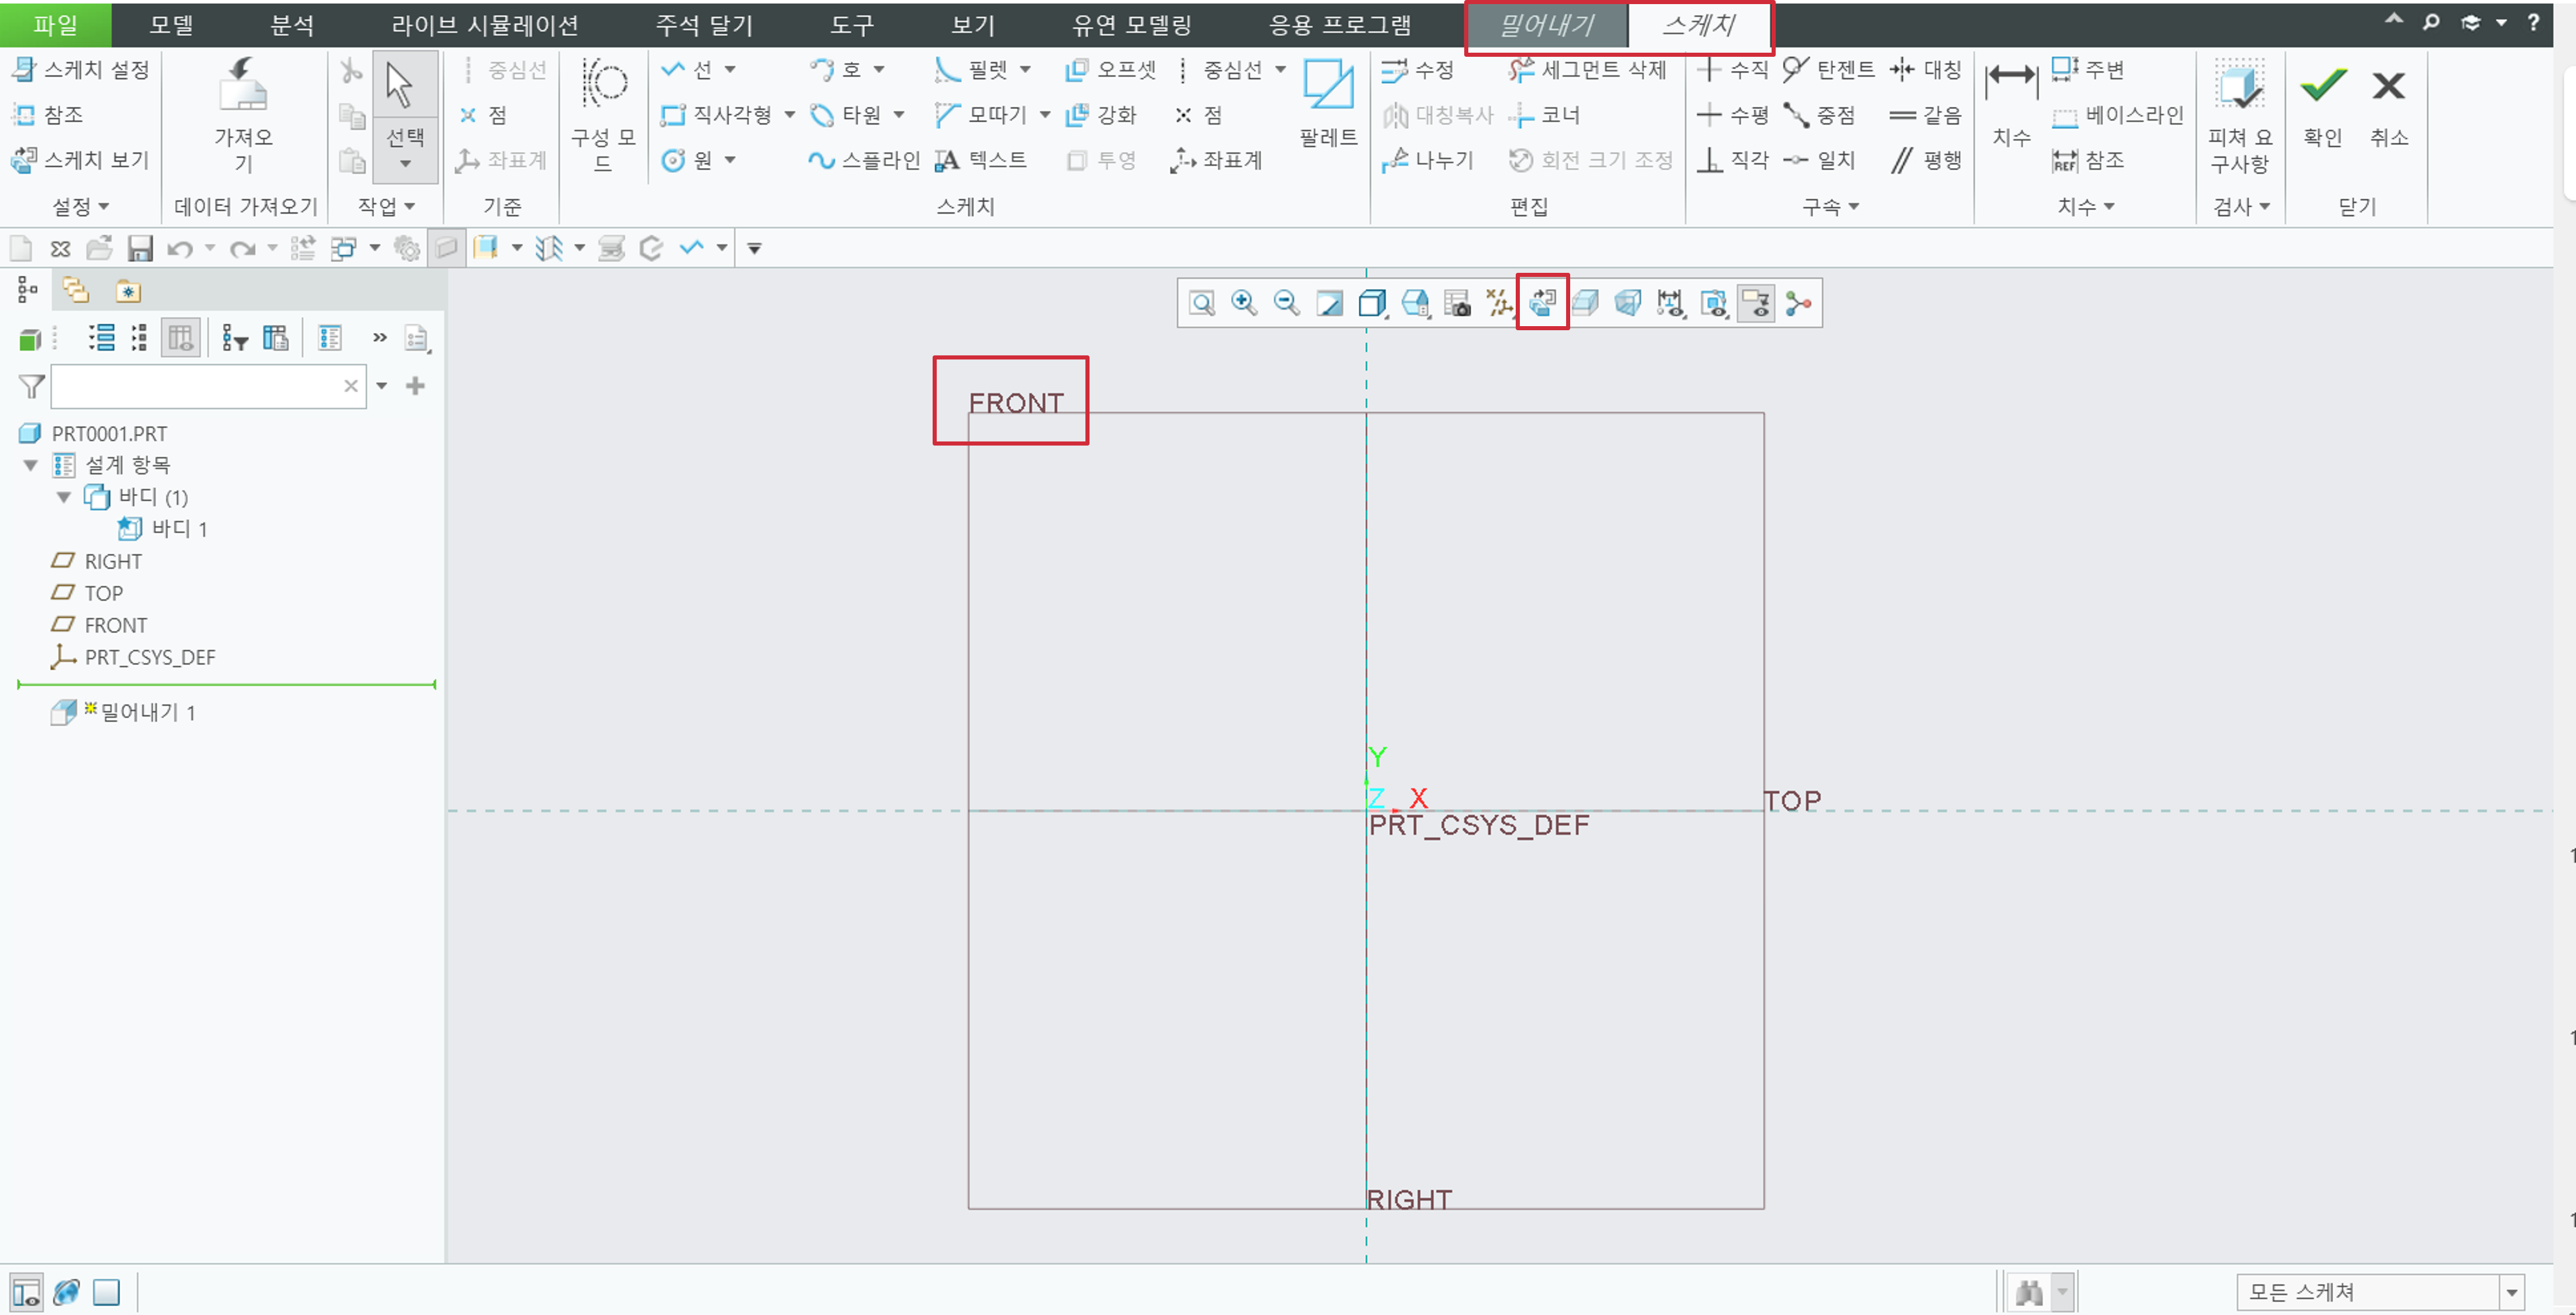 파일 모델 분석 라이브 시뮬레이션 주석 달기 도구 보기 유연 모델링 응용 프로그램 밀어내기 스케치 ?
스케치 설정 중심선 선 호 필렛 오프셋 중심선 수정 세그먼트 삭제 수직 탄젠트 대칭 주변
참조 점 직사각형 타원 모따기 강화 점 대칭복사 코너 수평 중점 같음 베이스라인
가져오기 선택 구성 모드 팔레트 치수 피쳐 요구사항 확인 취소
스케치 보기 좌표계 원 스플라인 텍스트 투영 좌표계 나누기 회전 크기 조정 직각 일치 평행 REF 참조
설정 데이터 가져오기 작업 기준 스케치 편집 구속 치수 검사 닫기
PRT0001.PRT
설계 항목
바디 (1)
바디 1
RIGHT
TOP
FRONT
PRT_CSYS_DEF
밀어내기 1
FRONT
Y
Z X
TOP
PRT_CSYS_DEF
RIGHT
모든 스케쳐